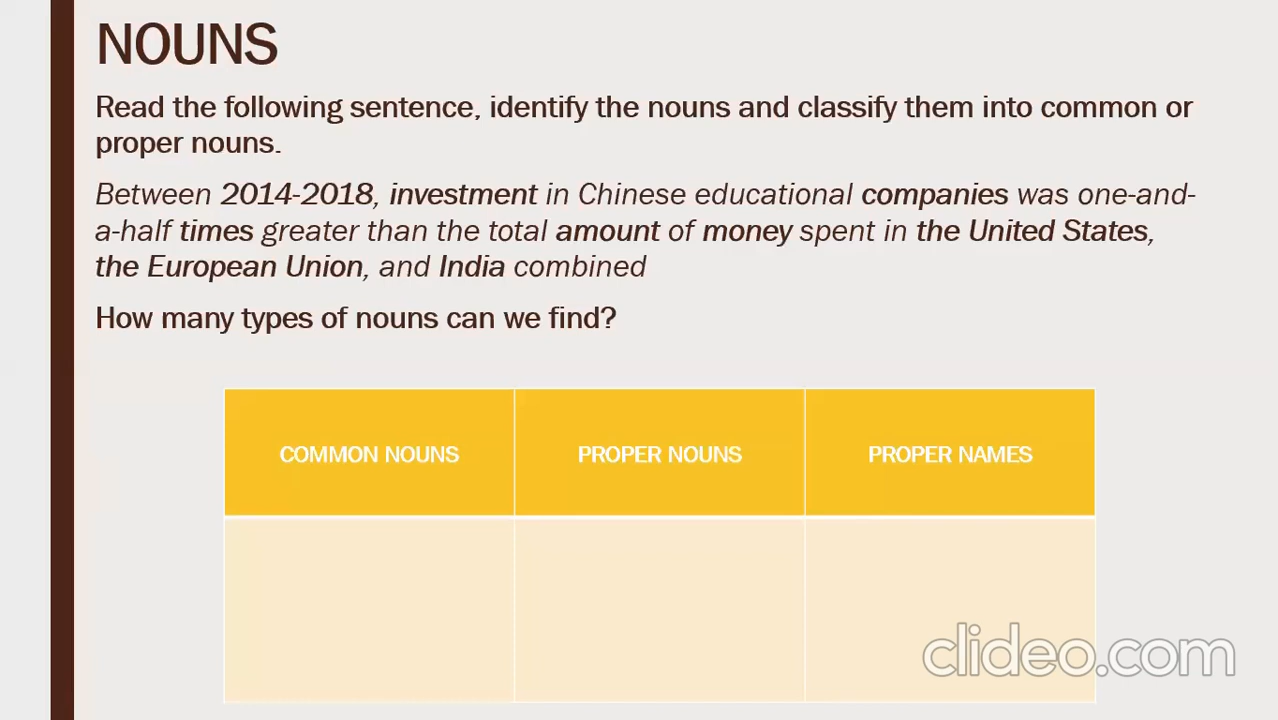 NOUNS
Read the following sentence, identify the nouns and classify them into common or
proper nouns.
Between 2014-2018, investment in Chinese educational companies was one-and-
a-half times greater than the total amount of money spent in the United States,
the European Union, and India combined
How many types of nouns can we find?
COMMON NOUNS
PROPER NOUNS
PROPER NAMES
clideo.com